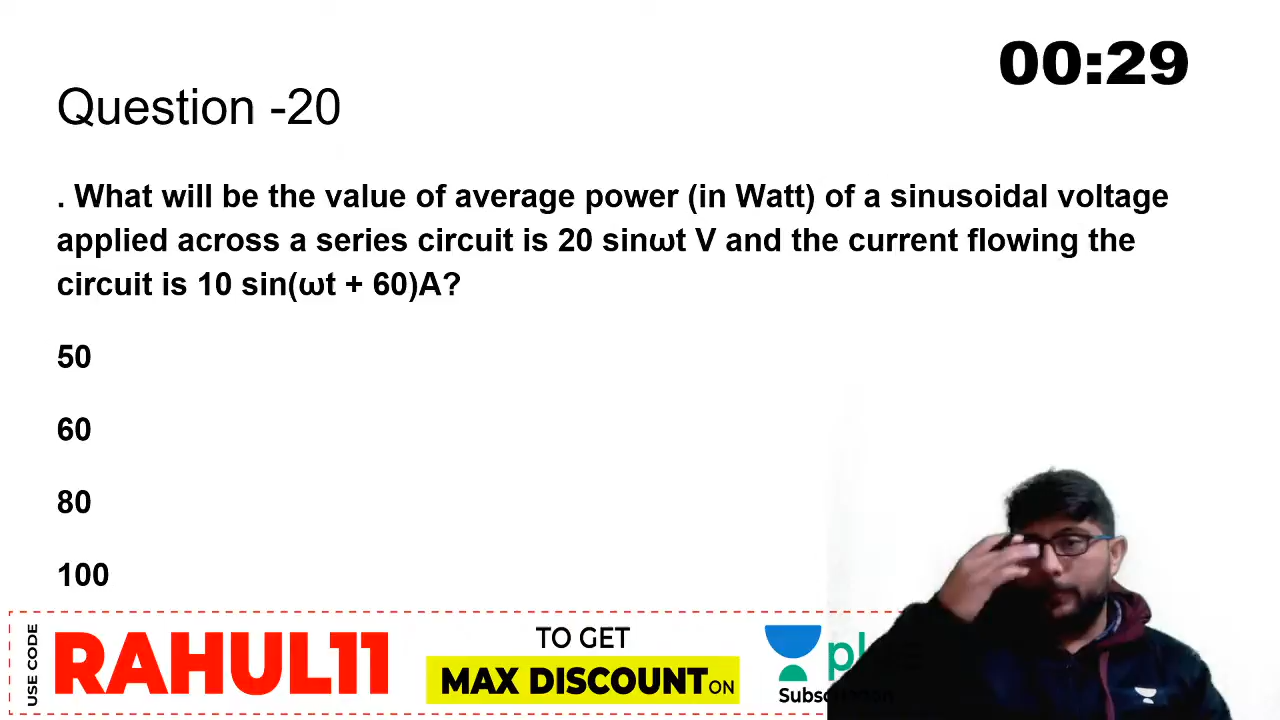 00:29
Question -20
. What will be the value of average power (in Watt) of a sinusoidal voltage
applied across a series circuit is 20 sinωt V and the current flowing the
circuit is 10 sin(ωt + 60)A?
50
60
80
100
USE CODE
RAHUL11
TO GET
MAX DISCOUNT ON